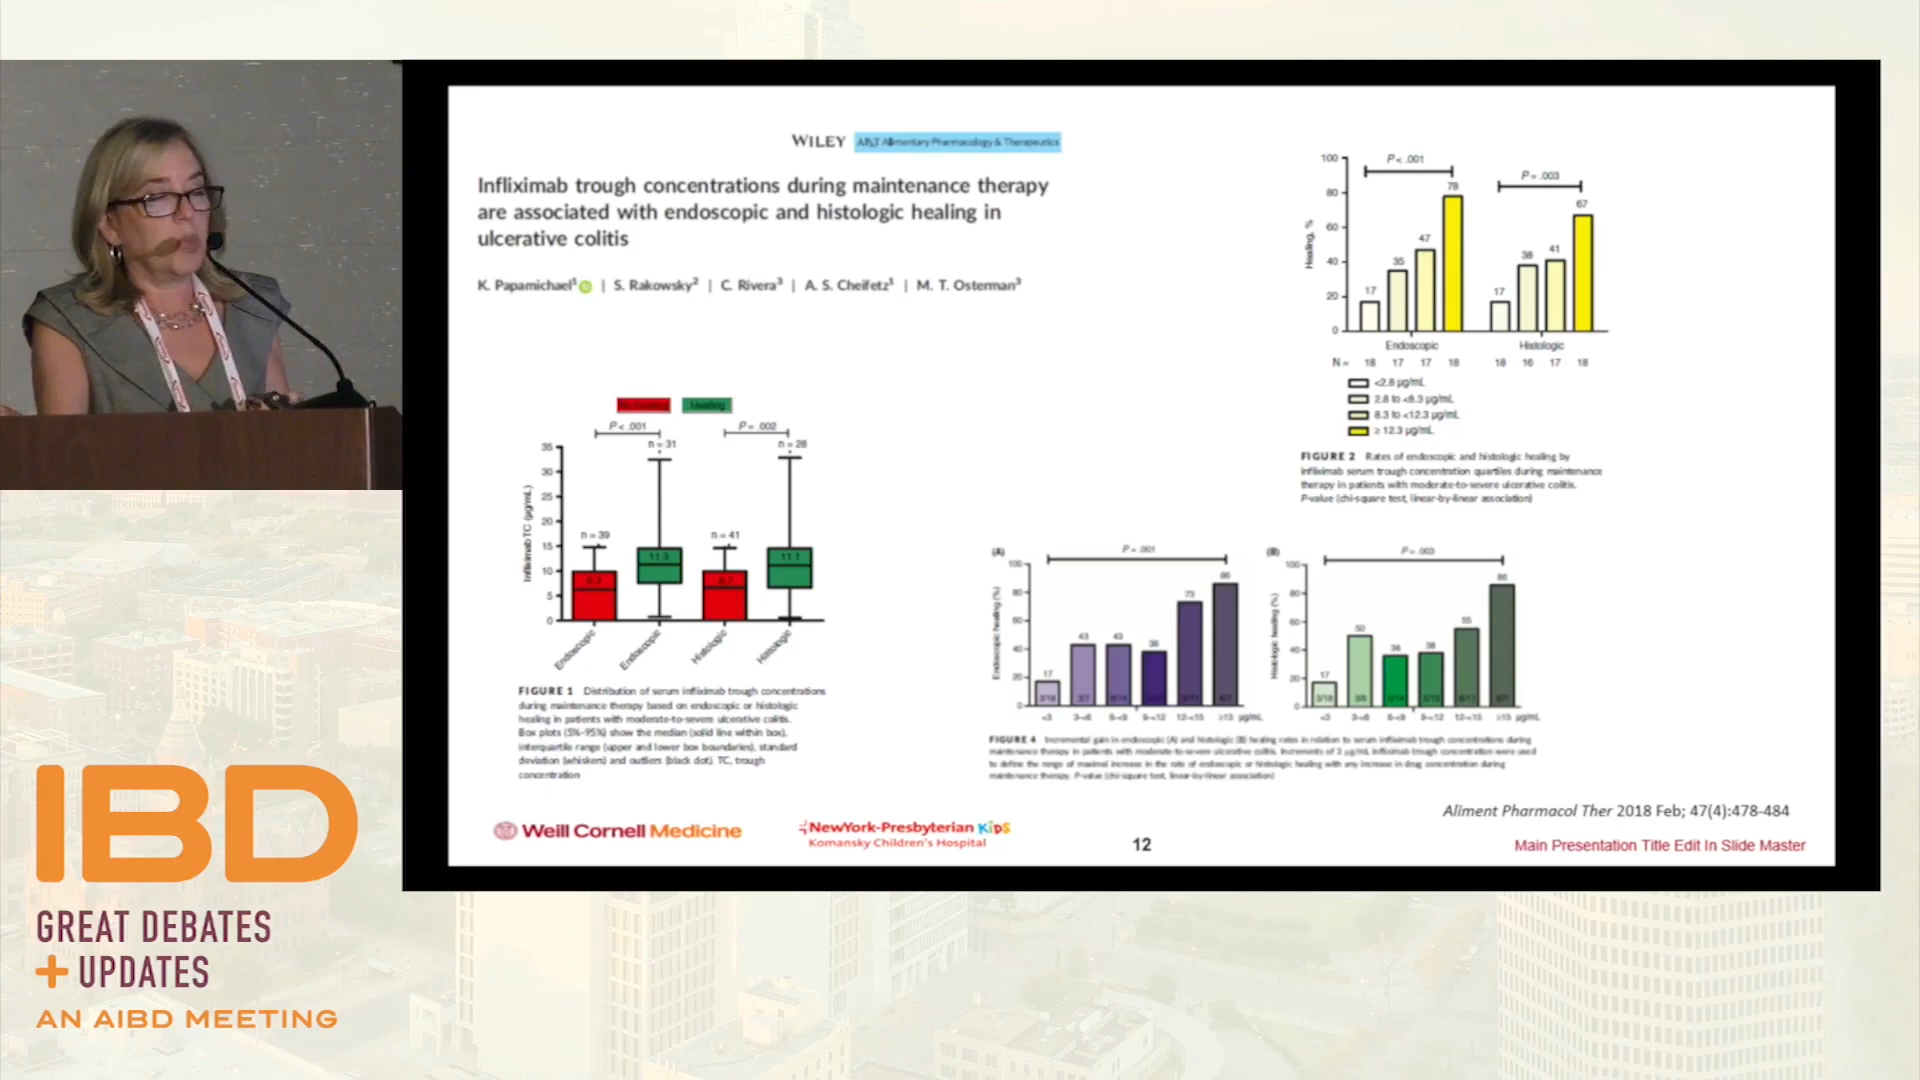 WILEY AP&T Alimentary Pharmacology & Therapeutics
Infliximab trough concentrations during maintenance therapy
are associated with endoscopic and histologic healing in
ulcerative colitis
K. Papamichael¹ | S. Rakowsky² | C. Rivera³ | A. S. Cheifetz¹ | M. T. Osterman³
Healing
P < .001
P = .002
n = 31
n = 28
n = 39
n = 41
Infliximab TC (µg/mL)
35
30
25
20
15
10
5
0
11.3
11.1
Endoscopic
Endoscopic
Histologic
Histologic
FIGURE 1 Distribution of serum infliximab trough concentrations
during maintenance therapy based on endoscopic or histologic
healing in patients with moderate-to-severe ulcerative colitis.
Box plots (5%-95%) show the median (solid line within box),
interquartile range (upper and lower box boundaries), standard
deviation (whiskers) and outliers (black dot). TC, trough
concentration
Healing, %
100
80
60
40
20
0
P < .001
P = .003
17
35
47
78
17
38
41
67
Endoscopic
Histologic
N = 18 17 17 18 18 16 17 18
<2.8 µg/mL
2.8 to <8.3 µg/mL
8.3 to <12.3 µg/mL
≥ 12.3 µg/mL
FIGURE 2 Rates of endoscopic and histologic healing by
infliximab serum trough concentration quartiles during maintenance
therapy in patients with moderate-to-severe ulcerative colitis.
P-value (chi-square test, linear-by-linear association)
(A)
P = .001
Endoscopic healing (%)
100
80
60
40
20
0
17
43
43
73
86
3/18
3/7
6/14
<3 3-<6 6-<9 9-<12 12-<15 ≥15 µg/mL
(B)
P = .003
Histologic healing (%)
100
80
60
40
20
0
17
50
36
38
55
86
3/18
3/6
<3 3-<6 6-<9 9-<12 12-<15 ≥15 µg/mL
FIGURE 4 Incremental gain in endoscopic (A) and histologic (B) healing rates in relation to serum infliximab trough concentrations during
maintenance therapy in patients with moderate-to-severe ulcerative colitis. Increments of 3 µg/mL infliximab trough concentration were used
to define the range of maximal increase in the rate of endoscopic or histologic healing with any increase in drug concentration during
maintenance therapy. P-value (chi-square test, linear-by-linear association)
Aliment Pharmacol Ther 2018 Feb; 47(4):478-484
Weill Cornell Medicine
NewYork-Presbyterian KiDS
Komansky Children's Hospital
12
Main Presentation Title Edit In Slide Master
IBD
GREAT DEBATES
+ UPDATES
AN AIBD MEETING